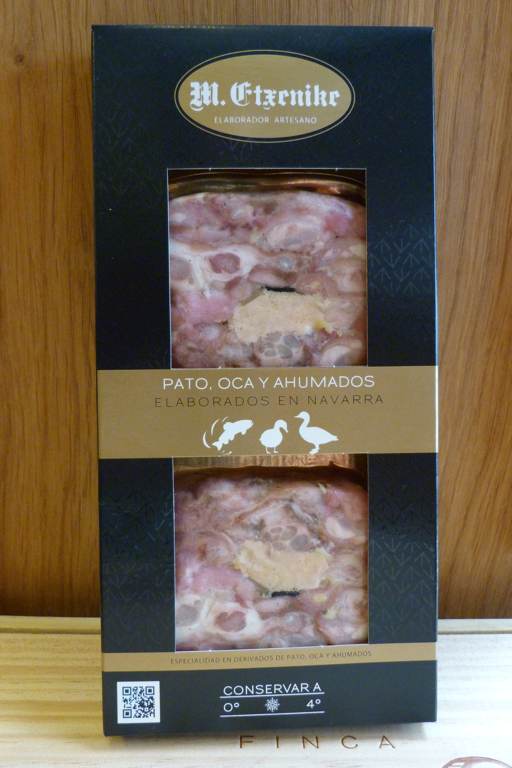 M. Etxenike
ELABORADOR ARTESANO
PATO, OCA Y AHUMADOS
ELABORADOS EN NAVARRA
ESPECIALIDAD EN DERIVADOS DE PATO, OCA Y AHUMADOS
CONSERVAR A
0° 4°
FINCA